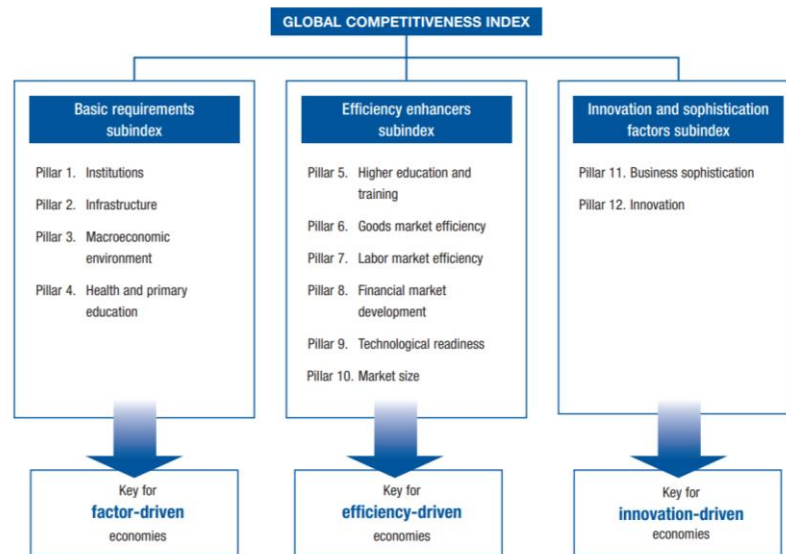 GLOBAL COMPETITIVENESS INDEX
Basic requirements
subindex
Pillar 1. Institutions
Pillar 2. Infrastructure
Pillar 3. Macroeconomic
environment
Pillar 4. Health and primary
education
Key for
factor-driven
economies
Efficiency enhancers
subindex
Pillar 5. Higher education and
training
Pillar 6. Goods market efficiency
Pillar 7. Labor market efficiency
Pillar 8. Financial market
development
Pillar 9. Technological readiness
Pillar 10. Market size
Key for
efficiency-driven
economies
Innovation and sophistication
factors subindex
Pillar 11. Business sophistication
Pillar 12. Innovation
Key for
innovation-driven
economies